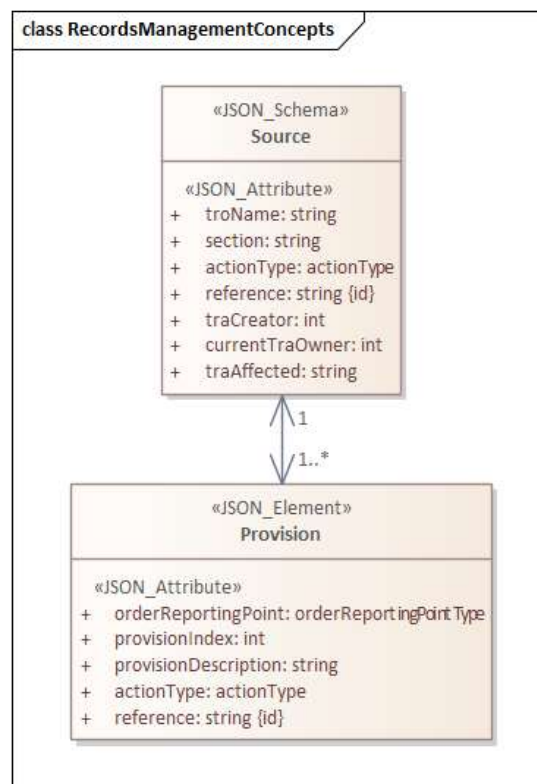 class RecordsManagementConcepts
«JSON_Schema»
Source
«JSON_Attribute»
+ troName: string
+ section: string
+ actionType: actionType
+ reference: string {id}
+ traCreator: int
+ currentTraOwner: int
+ traAffected: string
1
1..*
«JSON_Element»
Provision
«JSON_Attribute»
+ orderReportingPoint: orderReportingPointType
+ provisionIndex: int
+ provisionDescription: string
+ actionType: actionType
+ reference: string {id}